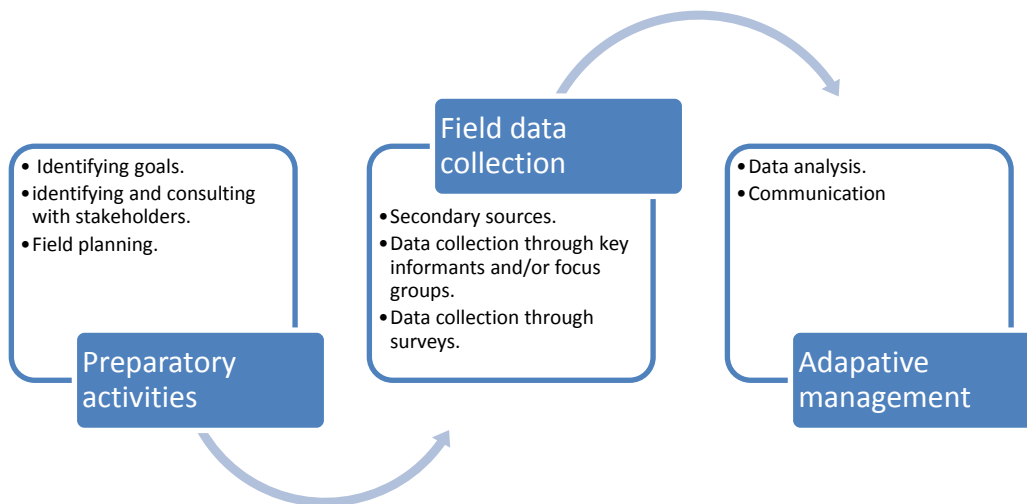 • Identifying goals.
•identifying and consulting
with stakeholders.
•Field planning.
Preparatory
activities
Field data
collection
•Secondary sources.
•Data collection through key
informants and/or focus
groups.
•Data collection through
surveys.
•Data analysis.
•Communication
Adapative
management